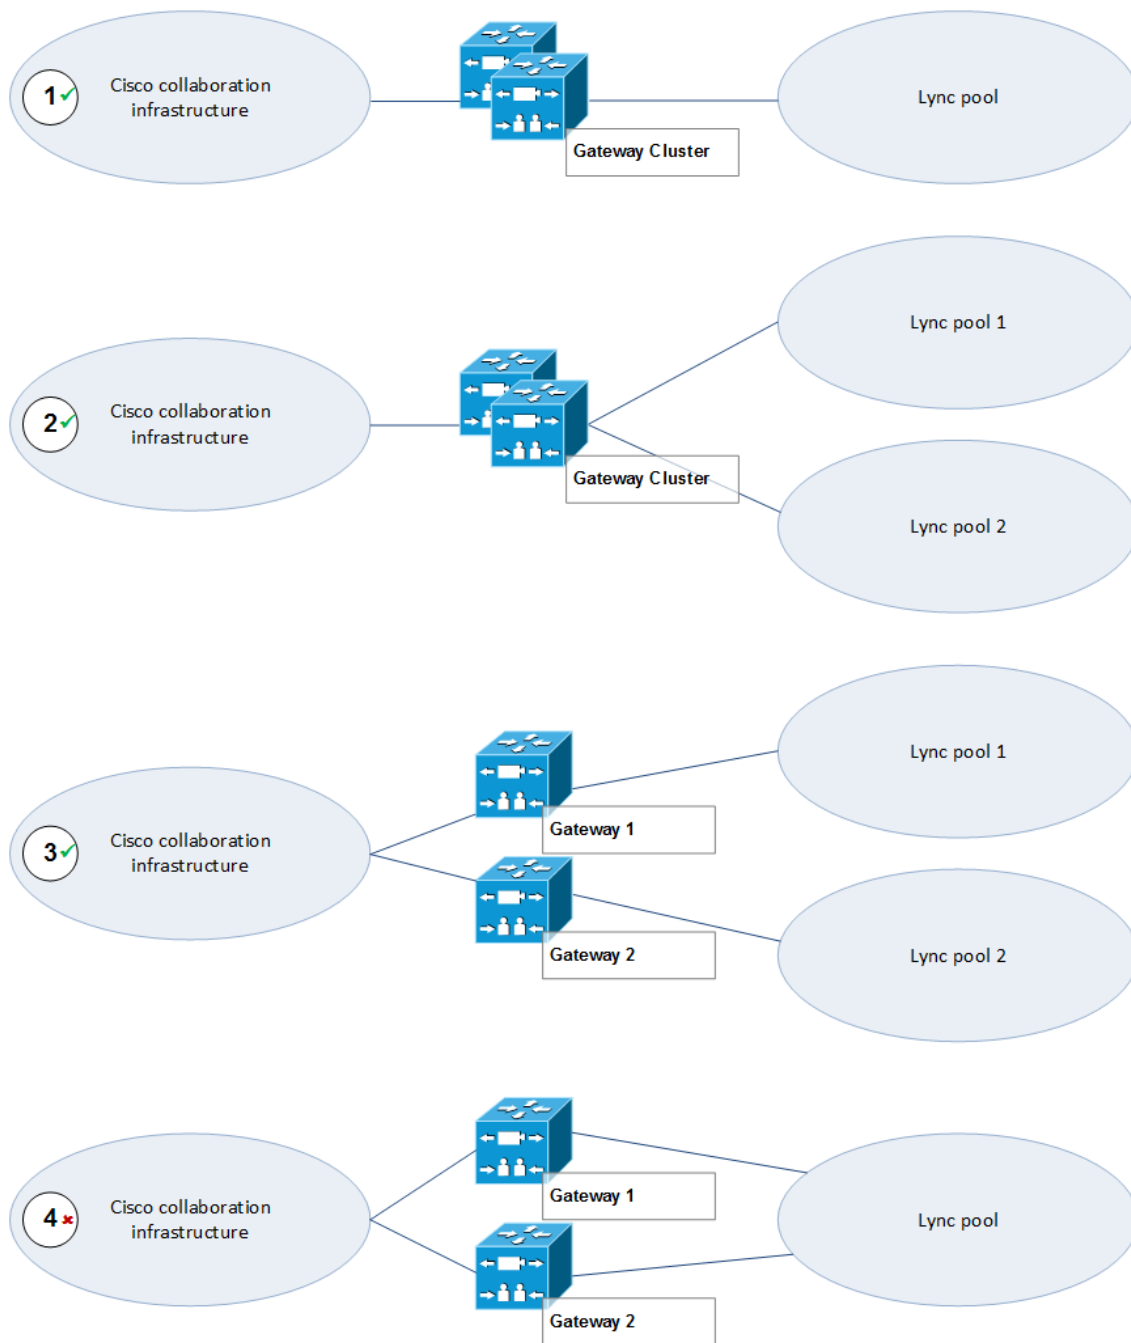 1
Cisco collaboration
infrastructure
Gateway Cluster
Lync pool
2
Cisco collaboration
infrastructure
Gateway Cluster
Lync pool 1
Lync pool 2
3
Cisco collaboration
infrastructure
Gateway 1
Gateway 2
Lync pool 1
Lync pool 2
4
Cisco collaboration
infrastructure
Gateway 1
Gateway 2
Lync pool